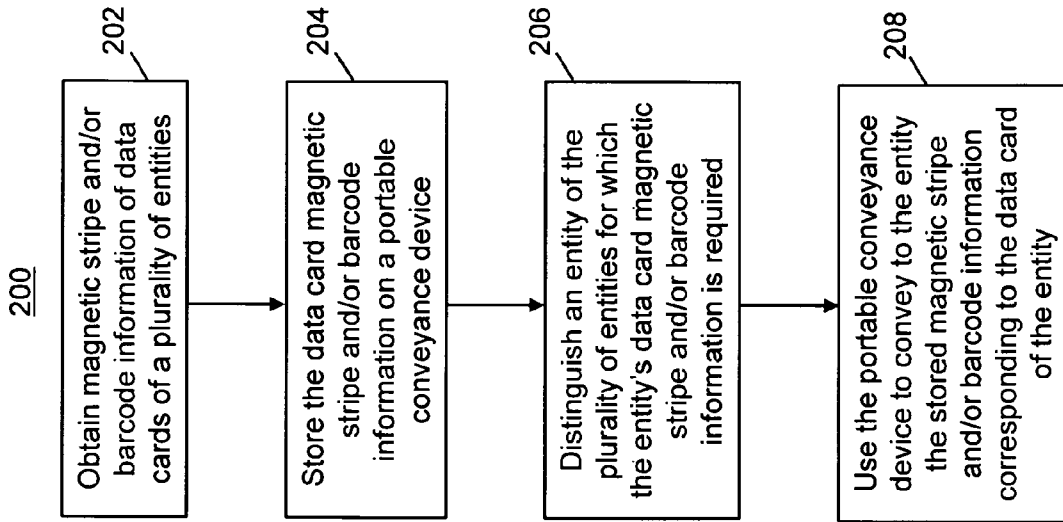 200
202
Obtain magnetic stripe and/or
barcode information of data
cards of a plurality of entities
204
Store the data card magnetic
stripe and/or barcode
information on a portable
conveyance device
206
Distinguish an entity of the
plurality of entities for which
the entity's data card magnetic
stripe and/or barcode
information is required
208
Use the portable conveyance
device to convey to the entity
the stored magnetic stripe
and/or barcode information
corresponding to the data card
of the entity